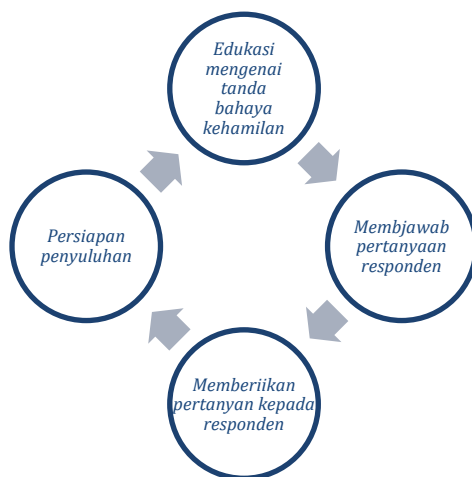 Edukasi
mengenai
tanda
bahaya
kehamilan
Membjawab
pertanyaan
responden
Memberiikan
pertanyan kepada
responden
Persiapan
penyuluhan